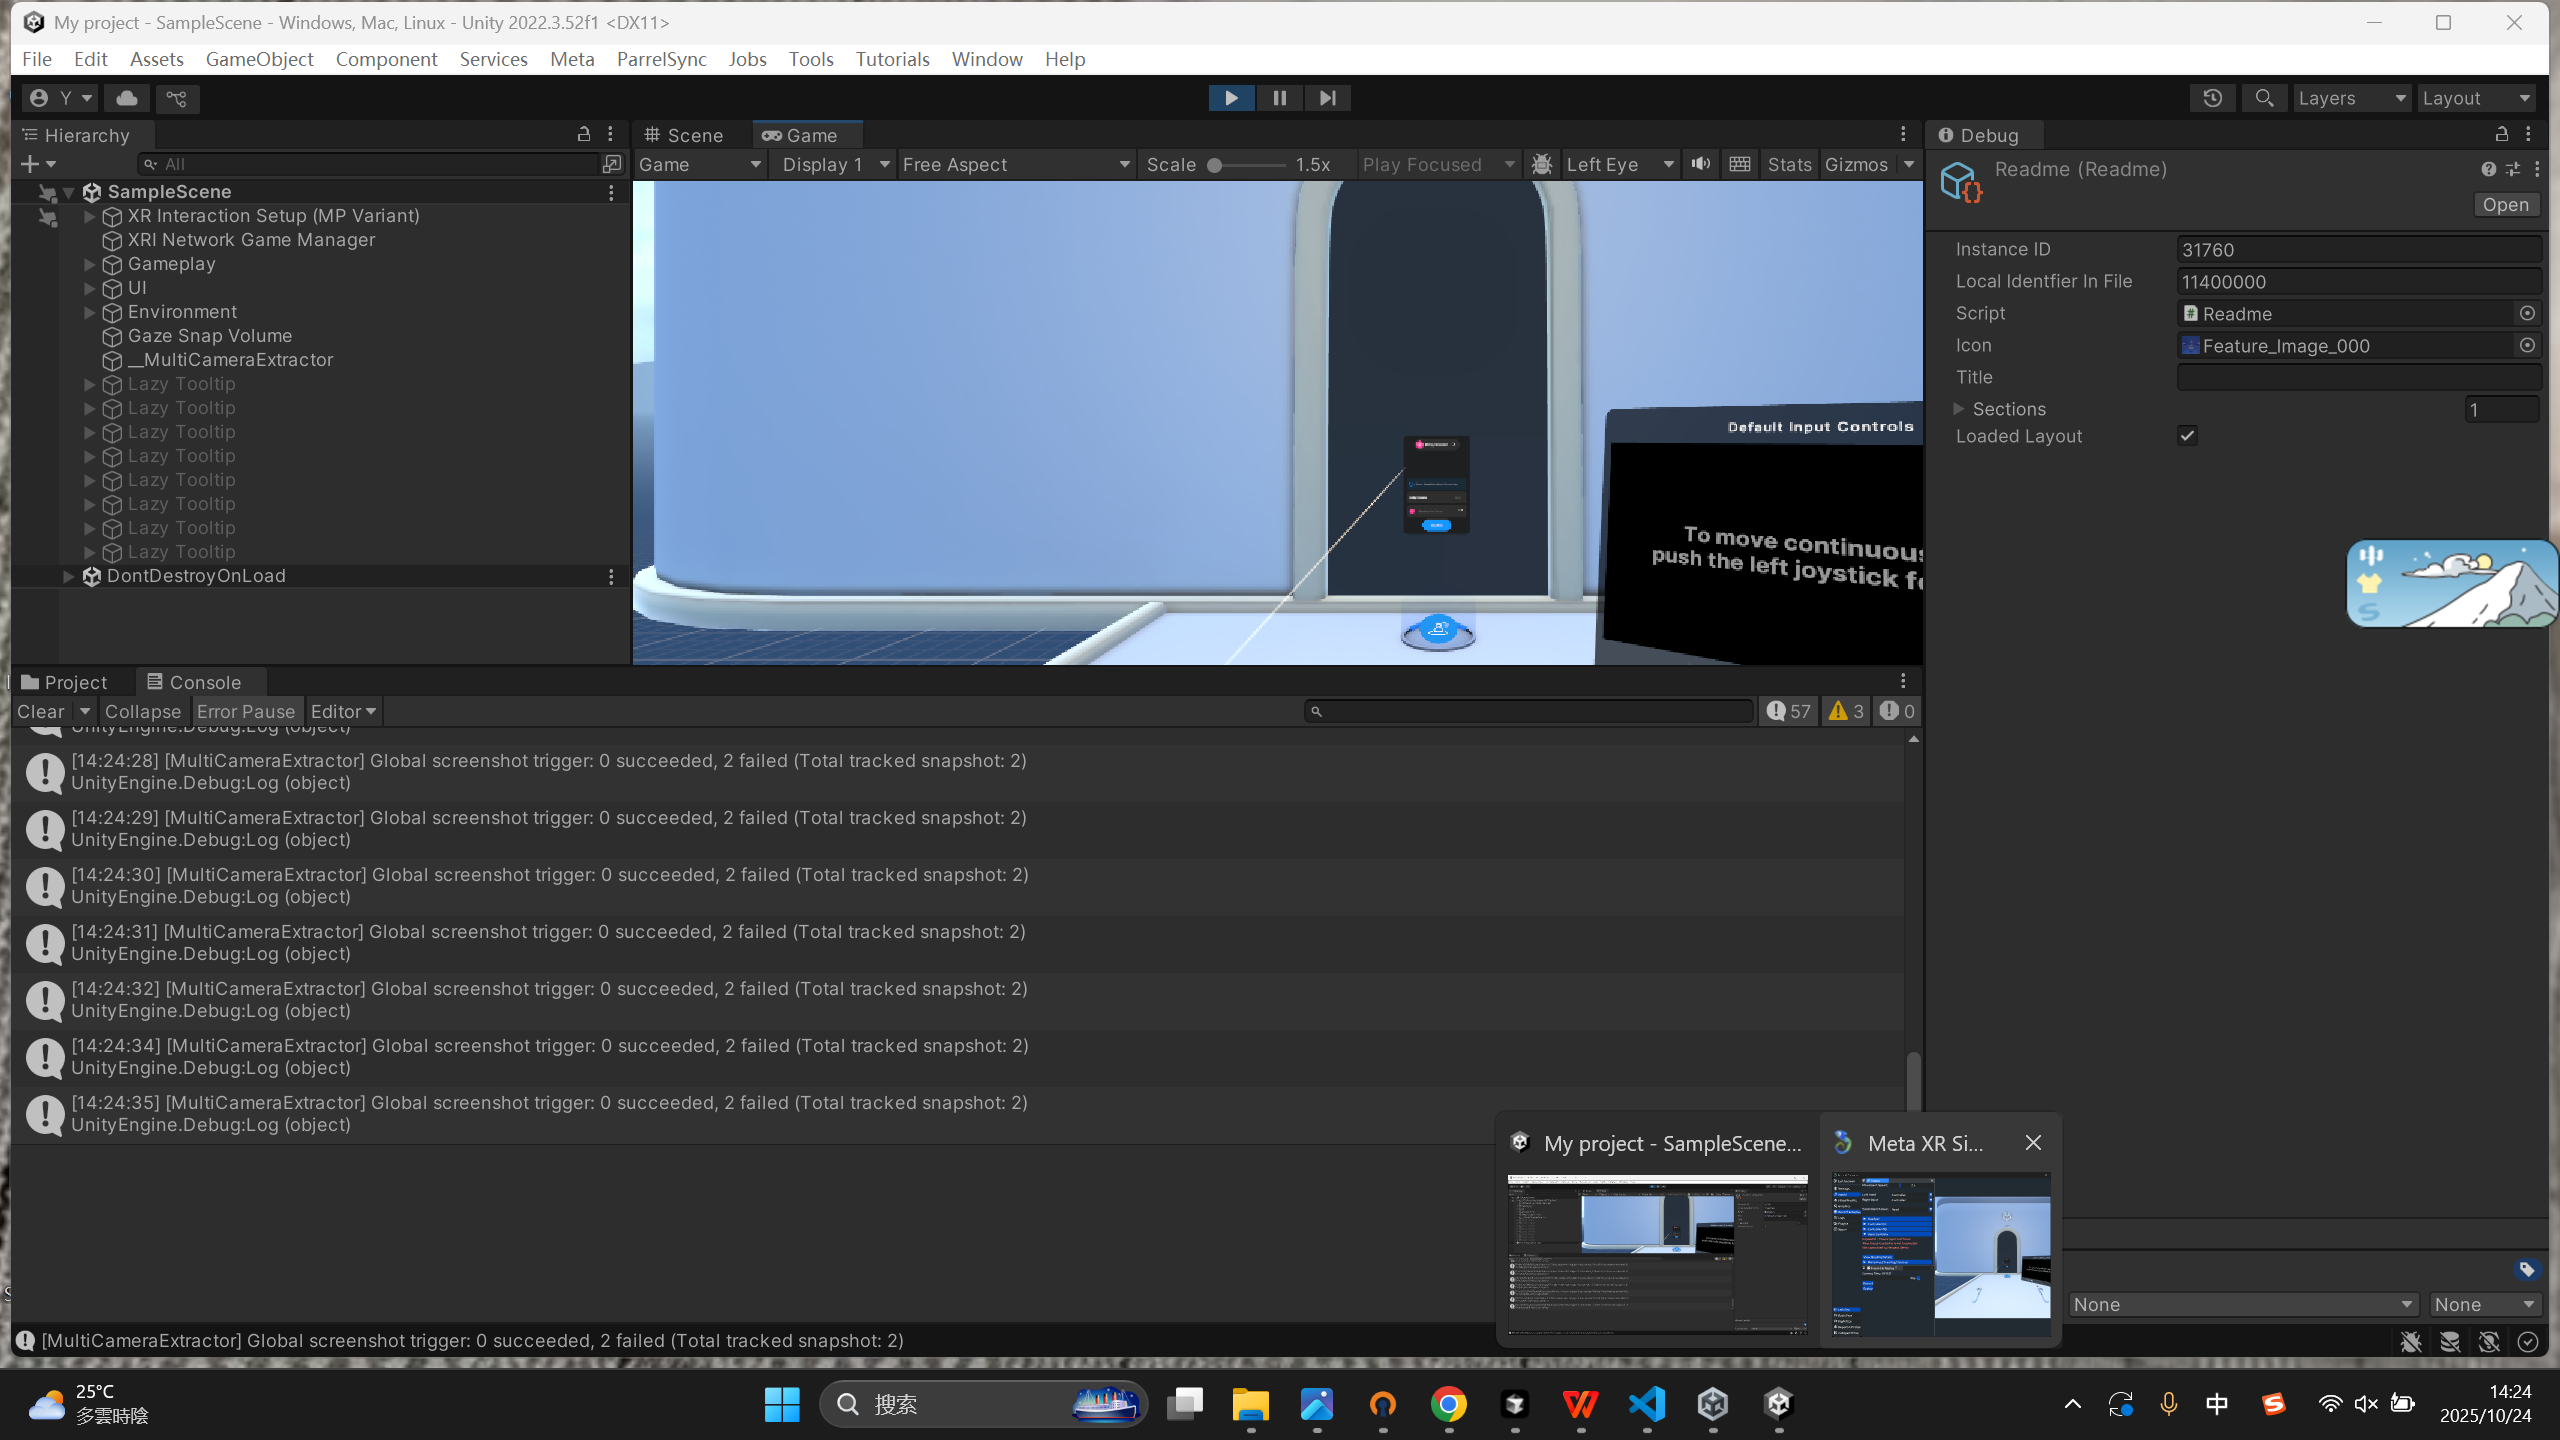 My project - SampleScene - Windows, Mac, Linux - Unity 2022.3.52f1 <DX11>
File Edit Assets GameObject Component Services Meta ParrelSync Jobs Tools Tutorials Window Help
Y Layers Layout
Hierarchy
All
SampleScene
XR Interaction Setup (MP Variant)
XRI Network Game Manager
Gameplay
UI
Environment
Gaze Snap Volume
__MultiCameraExtractor
Lazy Tooltip
Lazy Tooltip
Lazy Tooltip
Lazy Tooltip
Lazy Tooltip
Lazy Tooltip
Lazy Tooltip
Lazy Tooltip
DontDestroyOnLoad
Scene Game
Game Display 1 Free Aspect Scale 1.5x Play Focused Left Eye Stats Gizmos
Default Input Controls
To move continuous
push the left joystick f
Debug
Readme (Readme)
Open
Instance ID 31760
Local Identfier In File 11400000
Script Readme
Icon Feature_Image_000
Title
Sections 1
Loaded Layout
Project Console
Clear Collapse Error Pause Editor 57 3 0
UnityEngine.Debug:Log (object)
[14:24:28] [MultiCameraExtractor] Global screenshot trigger: 0 succeeded, 2 failed (Total tracked snapshot: 2)
UnityEngine.Debug:Log (object)
[14:24:29] [MultiCameraExtractor] Global screenshot trigger: 0 succeeded, 2 failed (Total tracked snapshot: 2)
UnityEngine.Debug:Log (object)
[14:24:30] [MultiCameraExtractor] Global screenshot trigger: 0 succeeded, 2 failed (Total tracked snapshot: 2)
UnityEngine.Debug:Log (object)
[14:24:31] [MultiCameraExtractor] Global screenshot trigger: 0 succeeded, 2 failed (Total tracked snapshot: 2)
UnityEngine.Debug:Log (object)
[14:24:32] [MultiCameraExtractor] Global screenshot trigger: 0 succeeded, 2 failed (Total tracked snapshot: 2)
UnityEngine.Debug:Log (object)
[14:24:34] [MultiCameraExtractor] Global screenshot trigger: 0 succeeded, 2 failed (Total tracked snapshot: 2)
UnityEngine.Debug:Log (object)
[14:24:35] [MultiCameraExtractor] Global screenshot trigger: 0 succeeded, 2 failed (Total tracked snapshot: 2)
UnityEngine.Debug:Log (object)
My project - SampleScene... Meta XR Si...
None None
[MultiCameraExtractor] Global screenshot trigger: 0 succeeded, 2 failed (Total tracked snapshot: 2)
25°C
多雲時陰
搜索
中
14:24
2025/10/24